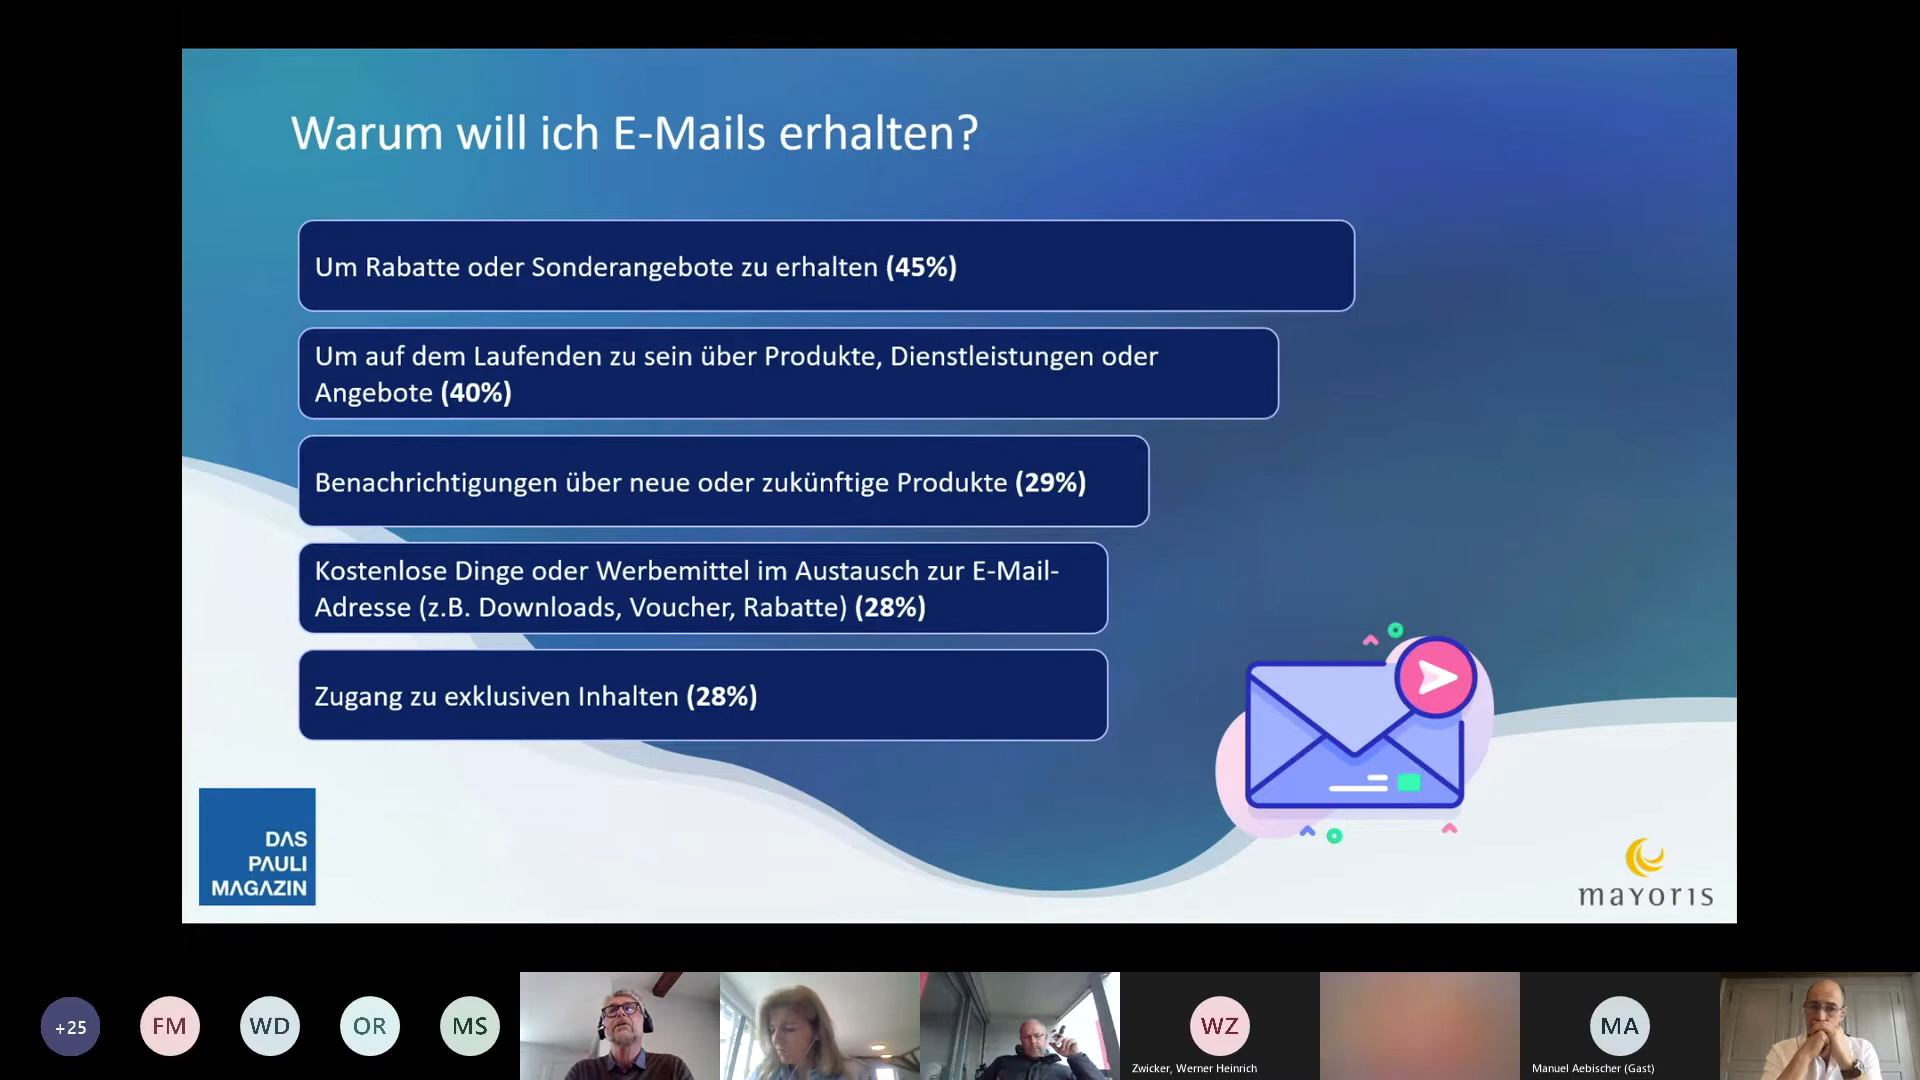 Warum will ich E-Mails erhalten?
Um Rabatte oder Sonderangebote zu erhalten (45%)
Um auf dem Laufenden zu sein über Produkte, Dienstleistungen oder
Angebote (40%)
Benachrichtigungen über neue oder zukünftige Produkte (29%)
Kostenlose Dinge oder Werbemittel im Austausch zur E-Mail-
Adresse (z.B. Downloads, Voucher, Rabatte) (28%)
Zugang zu exklusiven Inhalten (28%)
DAS
PAULI
MAGAZIN
mayoris
+25
FM
WD
OR
MS
WZ
Zwicker, Werner Heinrich
MA
Manuel Aebischer (Gast)